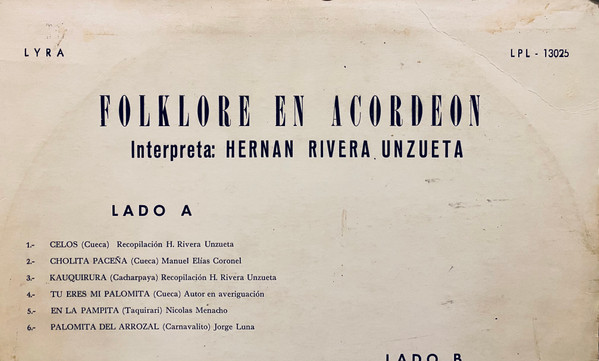 LYRA
LPL - 13025
FOLKLORE EN ACORDEON
Interpreta: HERNAN RIVERA UNZUETA
LADO A
1.- CELOS (Cueca) Recopilación H. Rivera Unzueta
2.- CHOLITA PACEÑA (Cueca) Manuel Elías Coronel
3.- KAUQUIRURA (Cacharpaya) Recopilación H. Rivera Unzueta
4.- TU ERES MI PALOMITA (Cueca) Autor en averiguación
5.- EN LA PAMPITA (Taquirari) Nicolas Menacho
6.- PALOMITA DEL ARROZAL (Carnavalito) Jorge Luna
LADO B